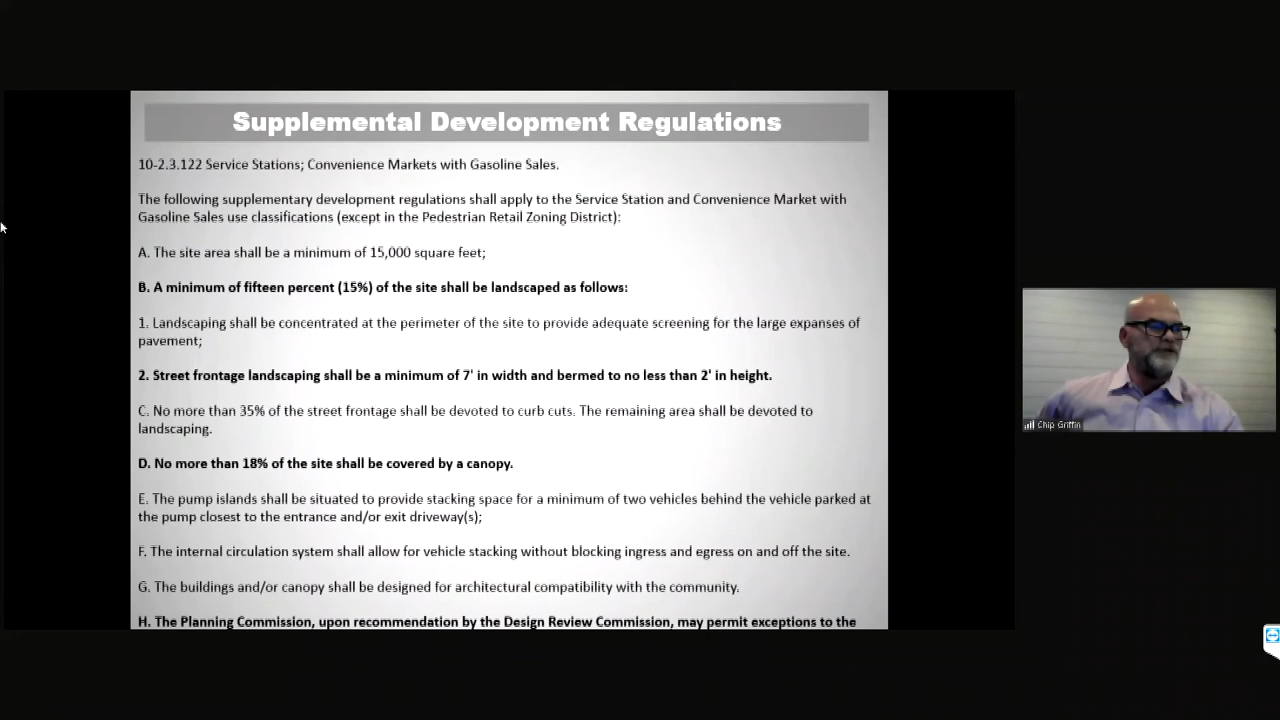 Supplemental Development Regulations
10-2.3.122 Service Stations; Convenience Markets with Gasoline Sales.
The following supplementary development regulations shall apply to the Service Station and Convenience Market with
Gasoline Sales use classifications (except in the Pedestrian Retail Zoning District):
A. The site area shall be a minimum of 15,000 square feet;
B. A minimum of fifteen percent (15%) of the site shall be landscaped as follows:
1. Landscaping shall be concentrated at the perimeter of the site to provide adequate screening for the large expanses of
pavement;
2. Street frontage landscaping shall be a minimum of 7' in width and bermed to no less than 2' in height.
C. No more than 35% of the street frontage shall be devoted to curb cuts. The remaining area shall be devoted to
landscaping.
D. No more than 18% of the site shall be covered by a canopy.
E. The pump islands shall be situated to provide stacking space for a minimum of two vehicles behind the vehicle parked at
the pump closest to the entrance and/or exit driveway(s);
F. The internal circulation system shall allow for vehicle stacking without blocking ingress and egress on and off the site.
G. The buildings and/or canopy shall be designed for architectural compatibility with the community.
H. The Planning Commission, upon recommendation by the Design Review Commission, may permit exceptions to the
Chip Griffin